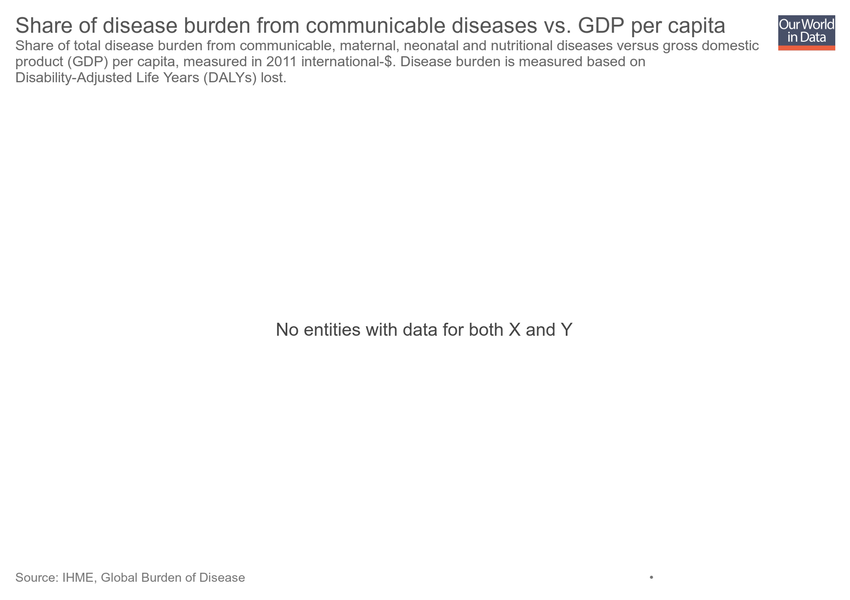 Share of disease burden from communicable diseases vs. GDP per capita
Our World
in Data
Share of total disease burden from communicable, maternal, neonatal and nutritional diseases versus gross domestic
product (GDP) per capita, measured in 2011 international-$. Disease burden is measured based on
Disability-Adjusted Life Years (DALYs) lost.
No entities with data for both X and Y
Source: IHME, Global Burden of Disease
•